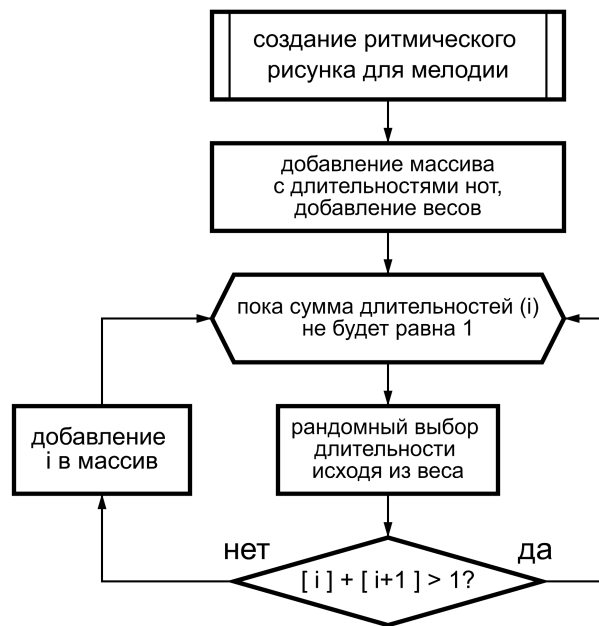 создание ритмического
рисунка для мелодии
добавление массива
с длительностями нот,
добавление весов
пока сумма длительностей (i)
не будет равна 1
добавление
i в массив
рандомный выбор
длительности
исходя из веса
нет
да
[ i ] + [ i+1 ] > 1?